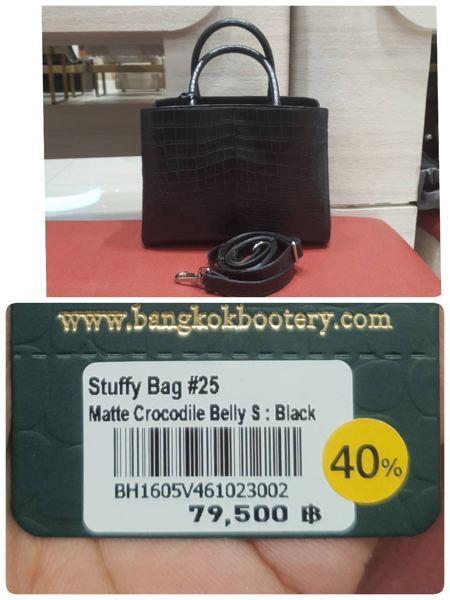 www.bangkokbootery.com
Stuffy Bag #25
Matte Crocodile Belly S : Black
40%
BH1605V461023002
79,500 ฿